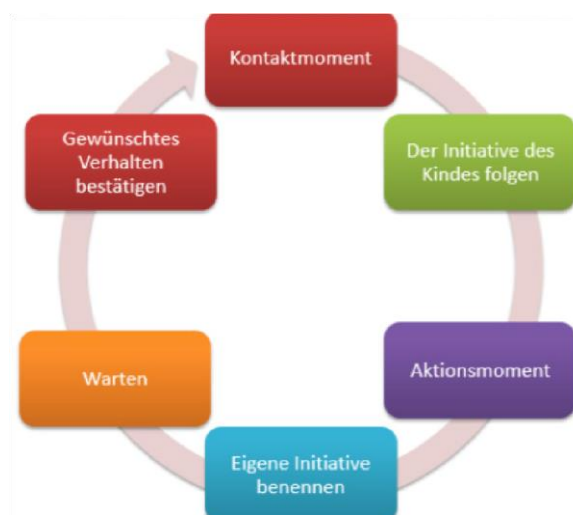 Kontaktmoment
Der Initiative des
Kindes folgen
Aktionsmoment
Eigene Initiative
benennen
Warten
Gewünschtes
Verhalten
bestätigen